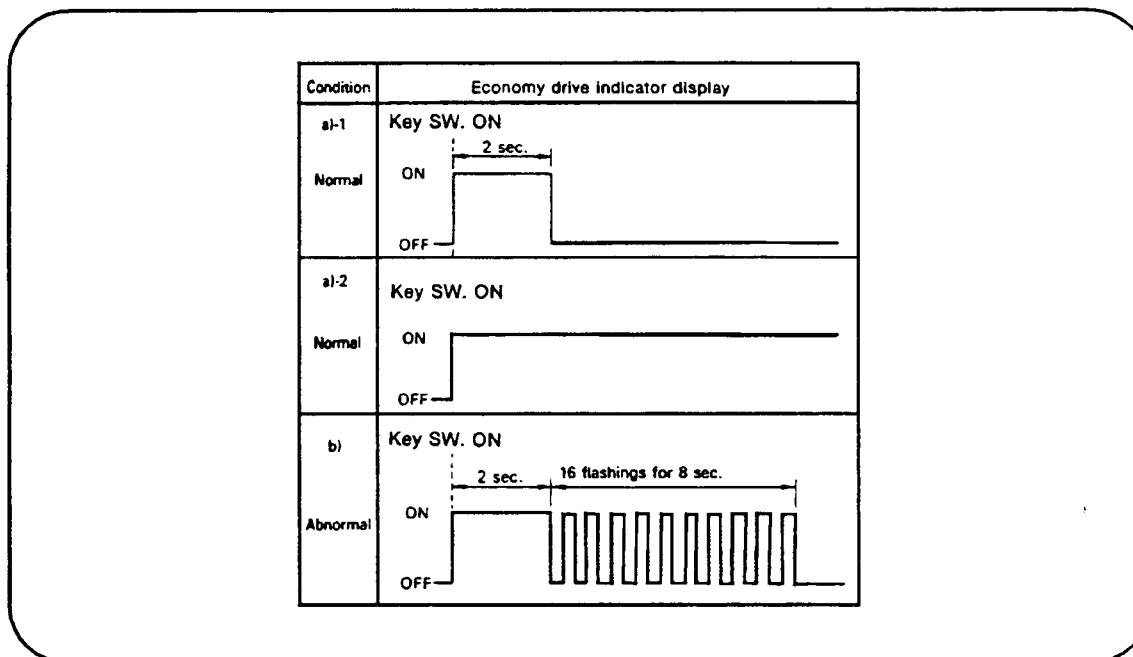 Condition Economy drive indicator display
a)-1 Key SW. ON
2 sec.
Normal ON
OFF
a)-2 Key SW. ON
Normal ON
OFF
b) Key SW. ON
2 sec. 16 flashings for 8 sec.
Abnormal ON
OFF